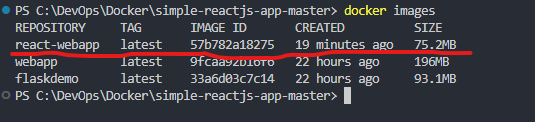 PS C:\DevOps\Docker\simple-reactjs-app-master> docker images
REPOSITORY TAG IMAGE ID CREATED SIZE
react-webapp latest 57b782a18275 19 minutes ago 75.2MB
webapp latest 9fcaa92b16f6 22 hours ago 196MB
flaskdemo latest 33a6d03c7c14 22 hours ago 93.1MB
PS C:\DevOps\Docker\simple-reactjs-app-master>